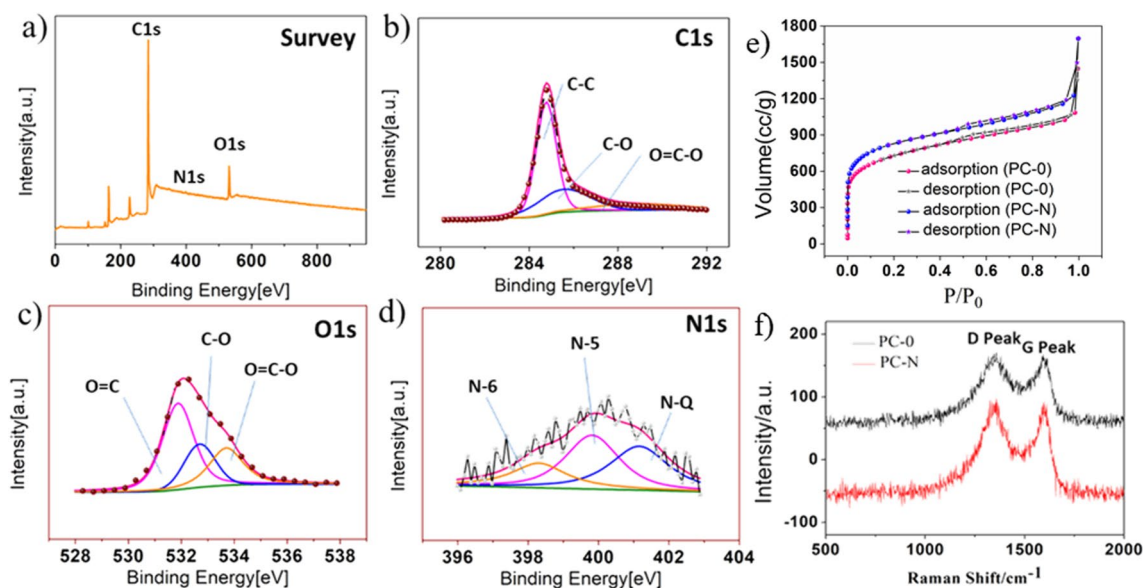 a)
Survey
C1s
N1s
O1s
Intensity[a.u.]
0 200 400 600 800
Binding Energy[eV]
b)
C1s
C-C
C-O
O=C-O
Intensity[a.u.]
280 284 288 292
Binding Energy[eV]
e)
1800
1500
1200
900
600
300
0
Volume(cc/g)
adsorption (PC-0)
desorption (PC-0)
adsorption (PC-N)
desorption (PC-N)
0.0 0.2 0.4 0.6 0.8 1.0
P/P0
c)
O1s
C-O
O=C
O=C-O
Intensity[a.u.]
528 530 532 534 536 538
Binding Energy[eV]
d)
N1s
N-5
N-6
N-Q
Intensity[a.u.]
396 398 400 402 404
Binding Energy[eV]
f)
200
100
0
-100
Intensity/a.u.
PC-0
PC-N
D Peak
G Peak
500 1000 1500 2000
Raman Shift/cm-1